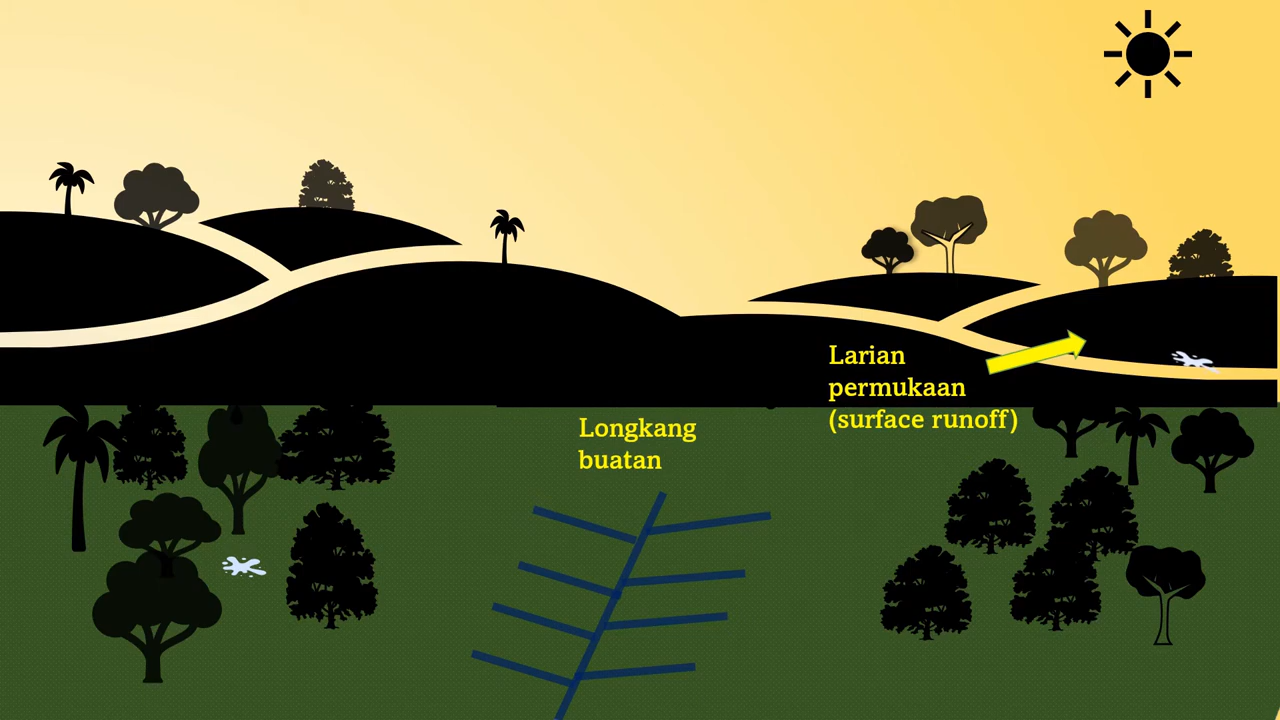 Larian
permukaan
(surface runoff)
Longkang
buatan